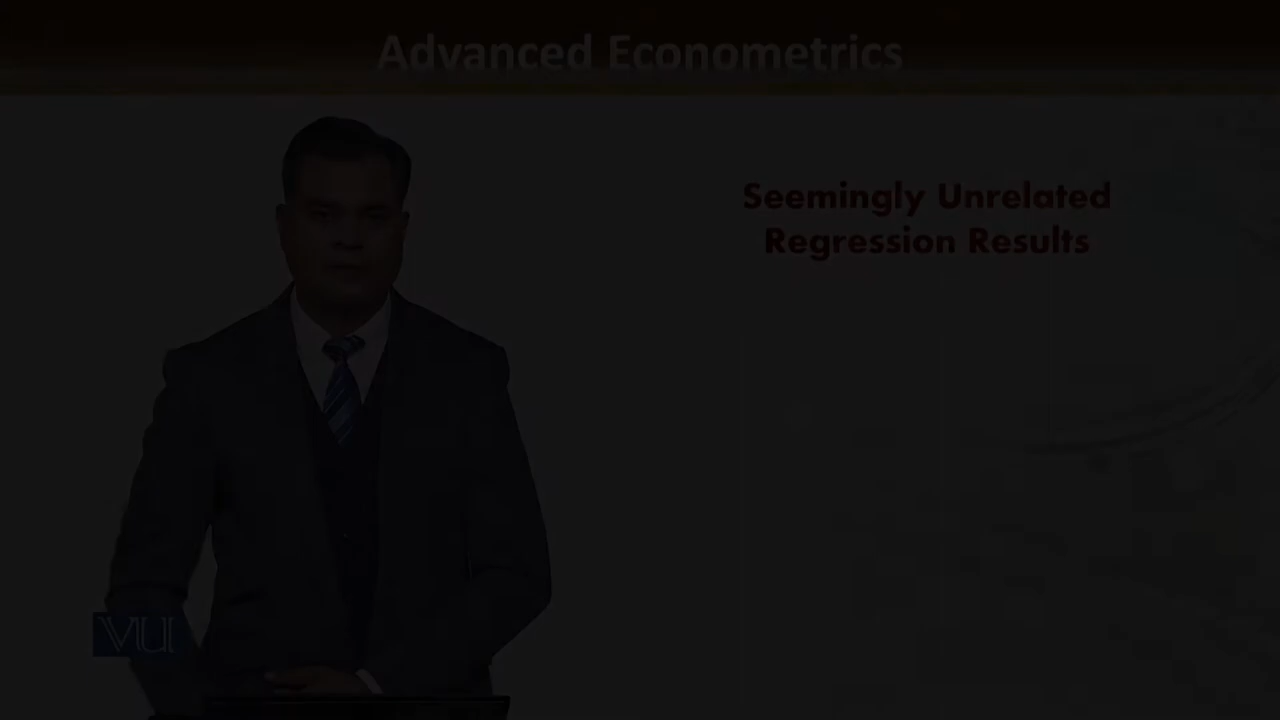 Advanced Econometrics
Seemingly Unrelated
Regression Results
VU